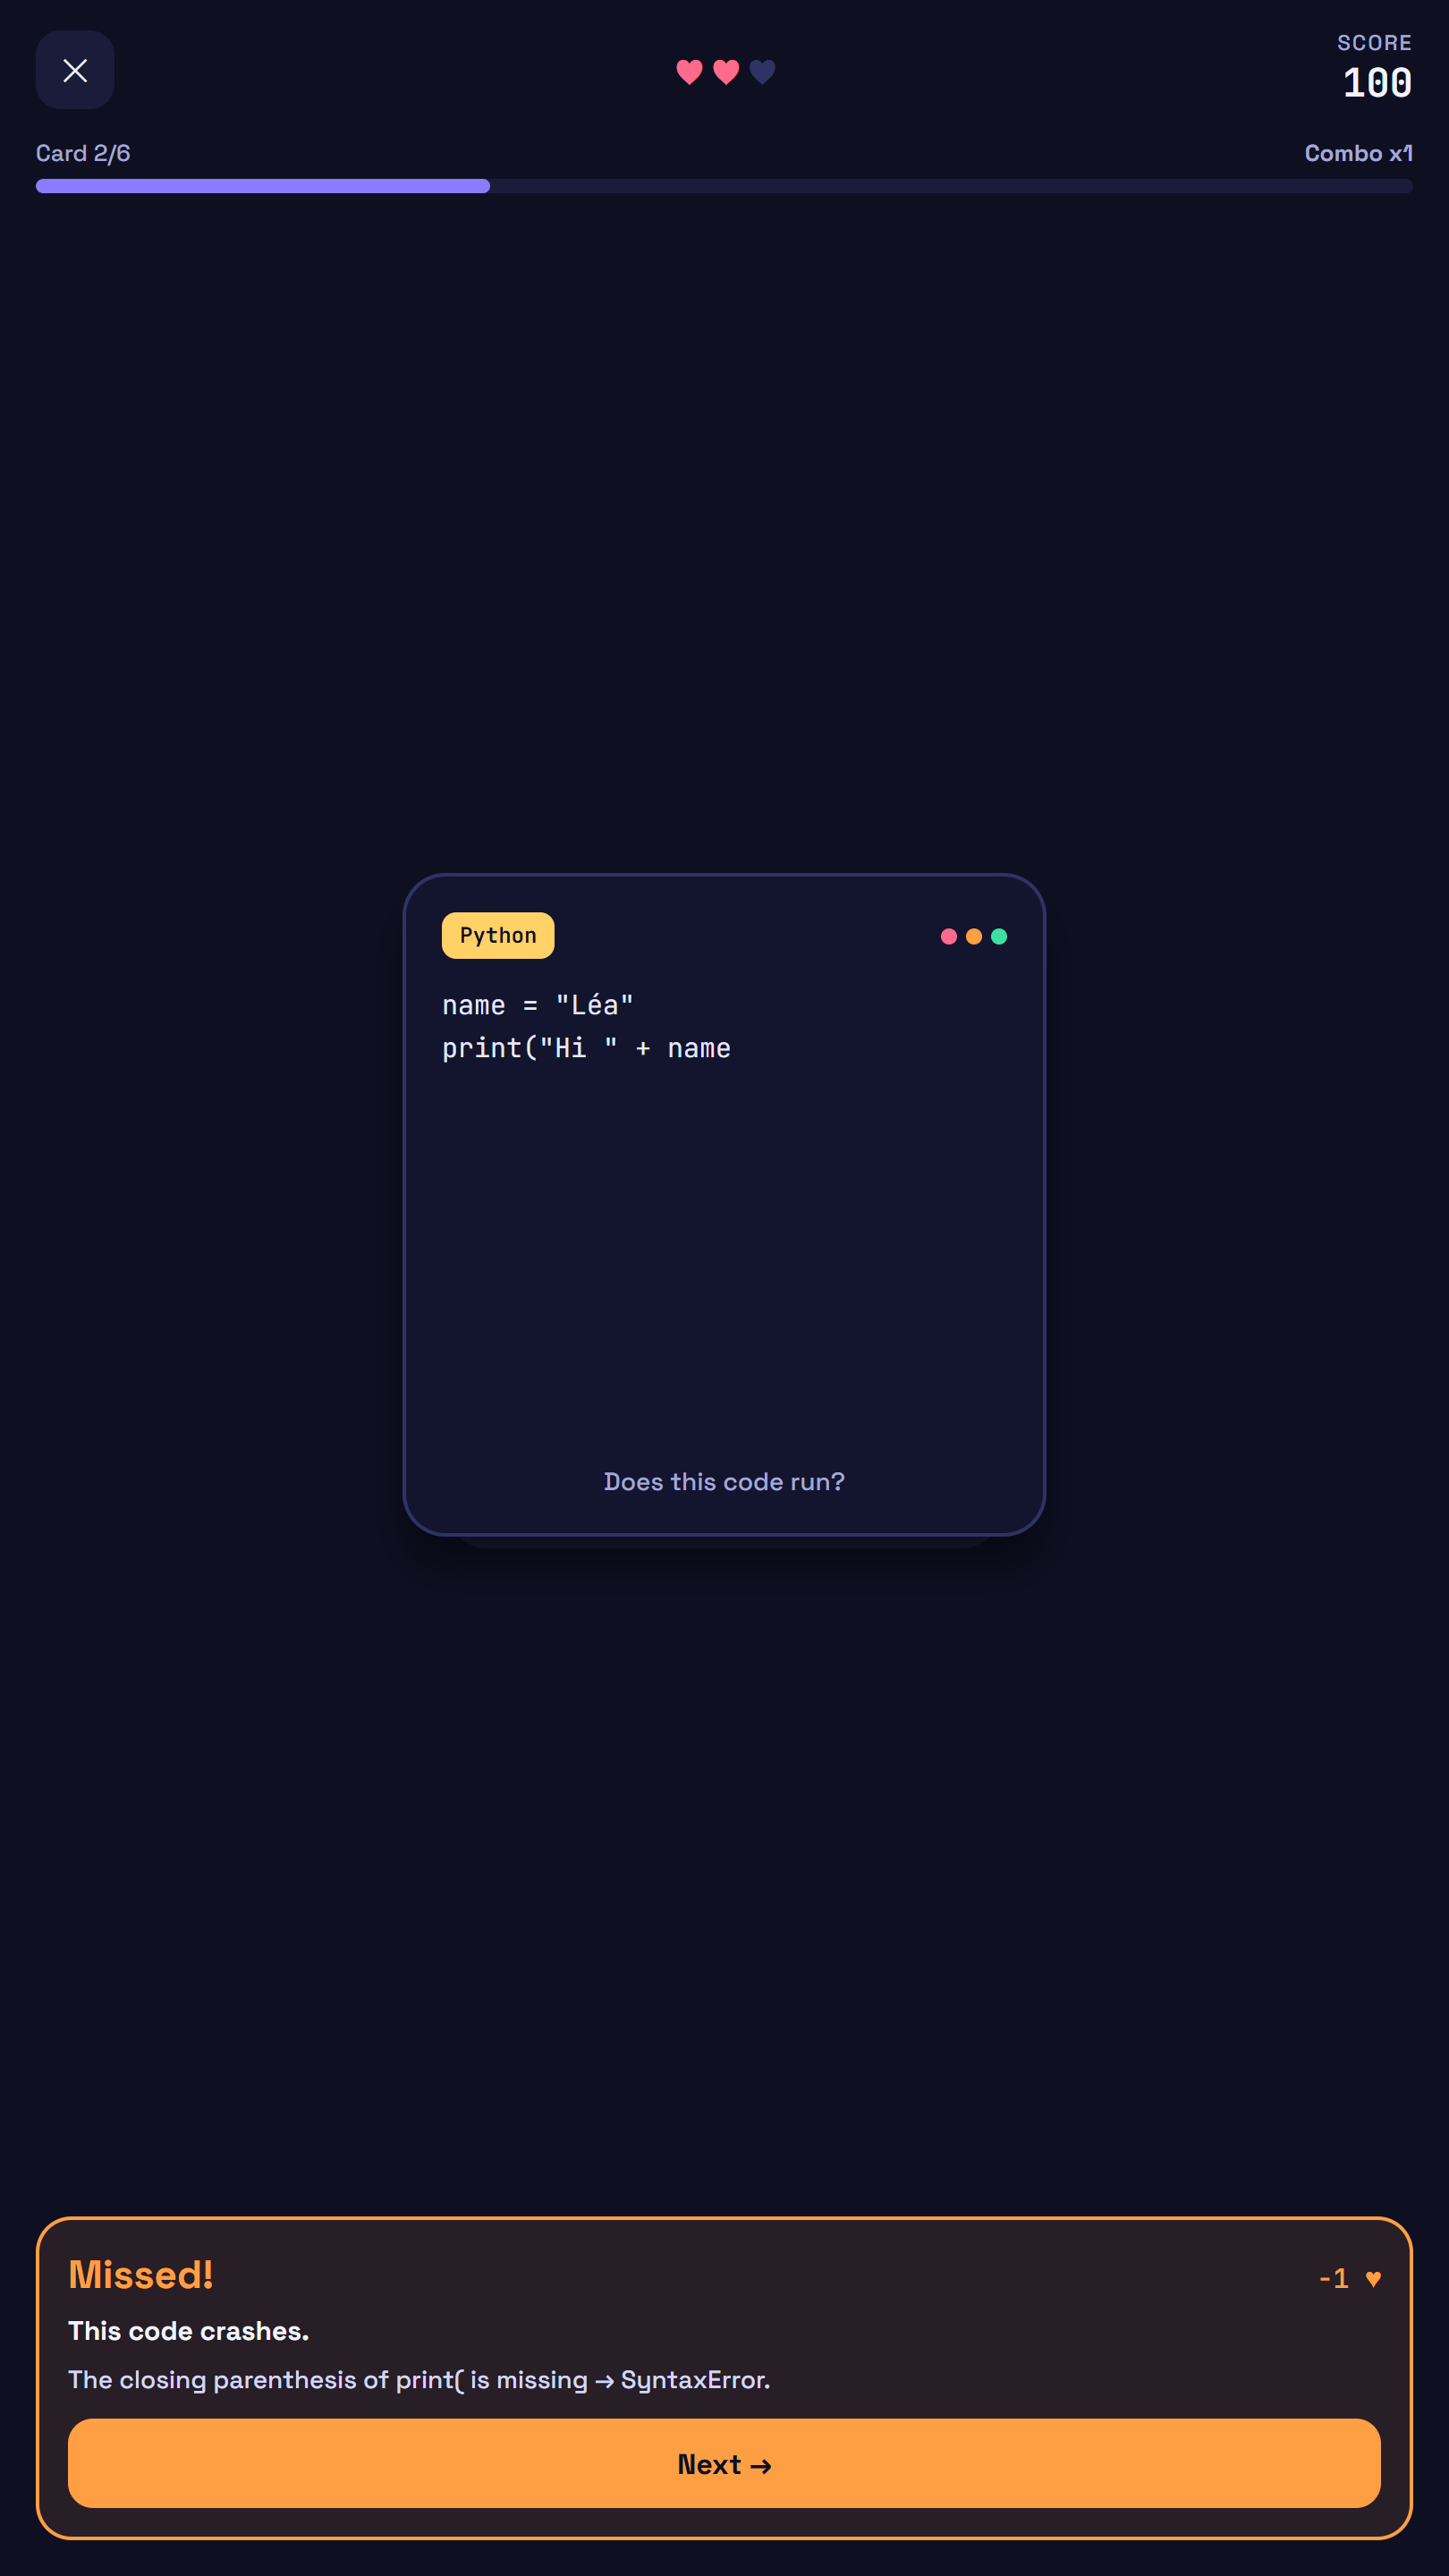 SCORE
100
Card 2/6
Combo x1
Python
name = "Léa"
print("Hi " + name
Does this code run?
Missed!
-1 ♥
This code crashes.
The closing parenthesis of print( is missing → SyntaxError.
Next →